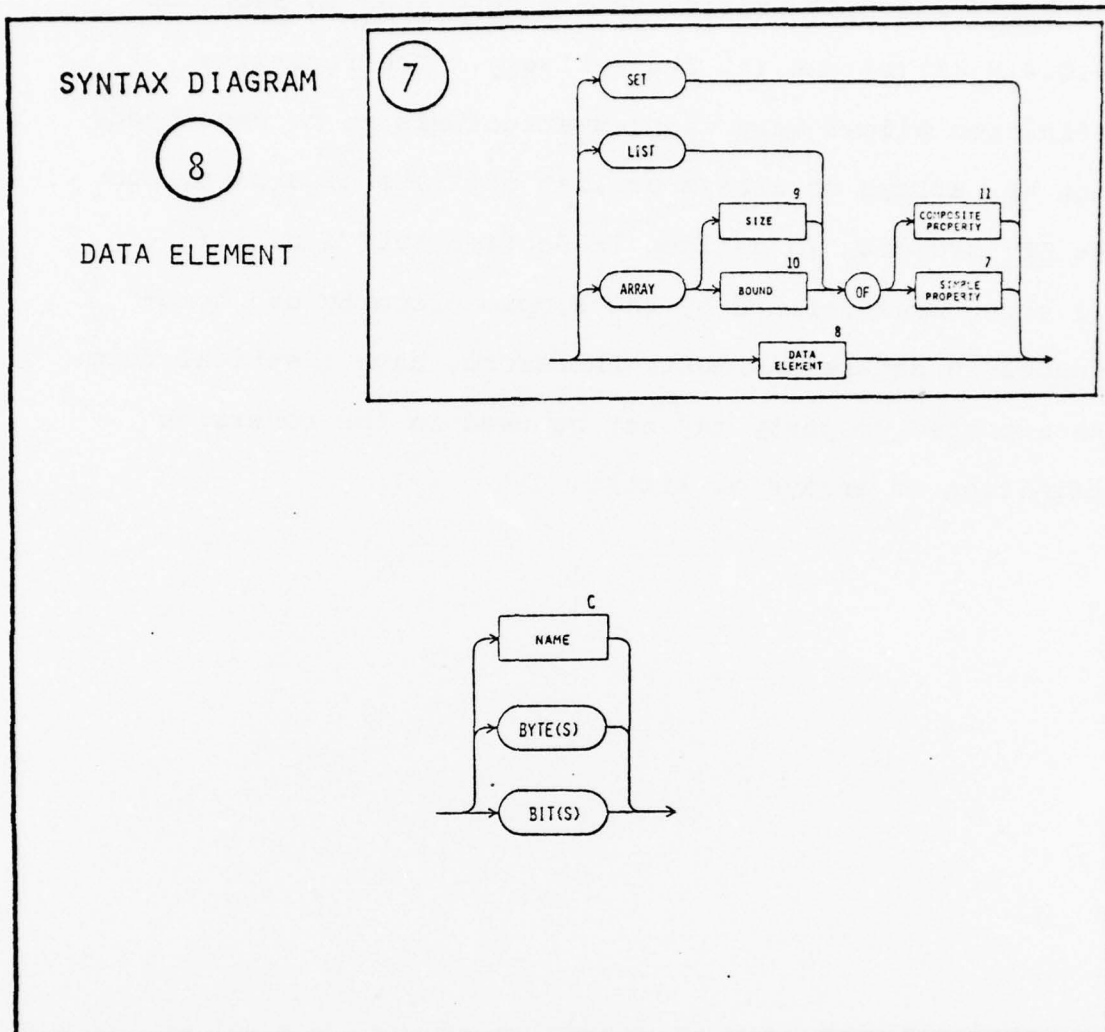 SYNTAX DIAGRAM
8
DATA ELEMENT
7
SET
LIST
9
SIZE
11
COMPOSITE
PROPERTY
ARRAY
10
BOUND
OF
7
SIMPLE
PROPERTY
8
DATA
ELEMENT
C
NAME
BYTE(S)
BIT(S)